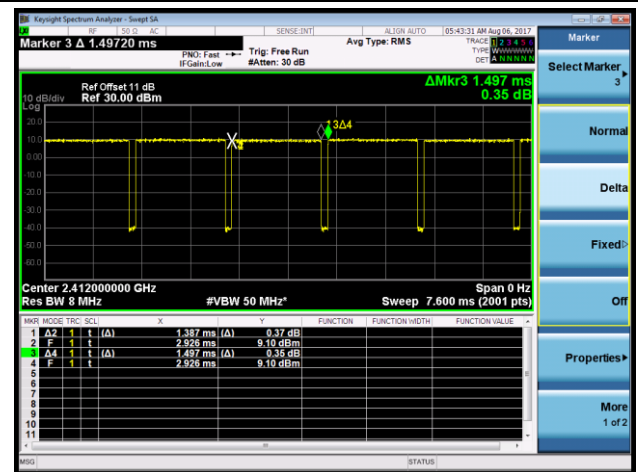 Keysight Spectrum Analyzer - Swept SA
RF 50 Ω AC SENSE:INT ALIGN AUTO 05:43:31 AM Aug 06, 2017
Marker 3 Δ 1.49720 ms
PNO: Fast
IFGain:Low
Trig: Free Run
#Atten: 30 dB
Avg Type: RMS
TRACE 1 2 3 4 5 6
TYPE WWWWWW
DET A N N N N N
ΔMkr3 1.497 ms
0.35 dB
Ref Offset 11 dB
10 dB/div Ref 30.00 dBm
Log
20.0
10.0
0.00
-10.0
-20.0
-30.0
-40.0
-50.0
-60.0
1 3Δ4
Center 2.412000000 GHz Span 0 Hz
Res BW 8 MHz #VBW 50 MHz* Sweep 7.600 ms (2001 pts)
MKR MODE TRC SCL X Y FUNCTION FUNCTION WIDTH FUNCTION VALUE
1 Δ2 1 t (Δ) 1.387 ms (Δ) 0.37 dB
2 F 1 t 2.926 ms 9.10 dBm
3 Δ4 1 t (Δ) 1.497 ms (Δ) 0.35 dB
4 F 1 t 2.926 ms 9.10 dBm
5
6
7
8
9
10
11
MSG STATUS
Marker
Select Marker
3
Normal
Delta
Fixed
Off
Properties
More
1 of 2